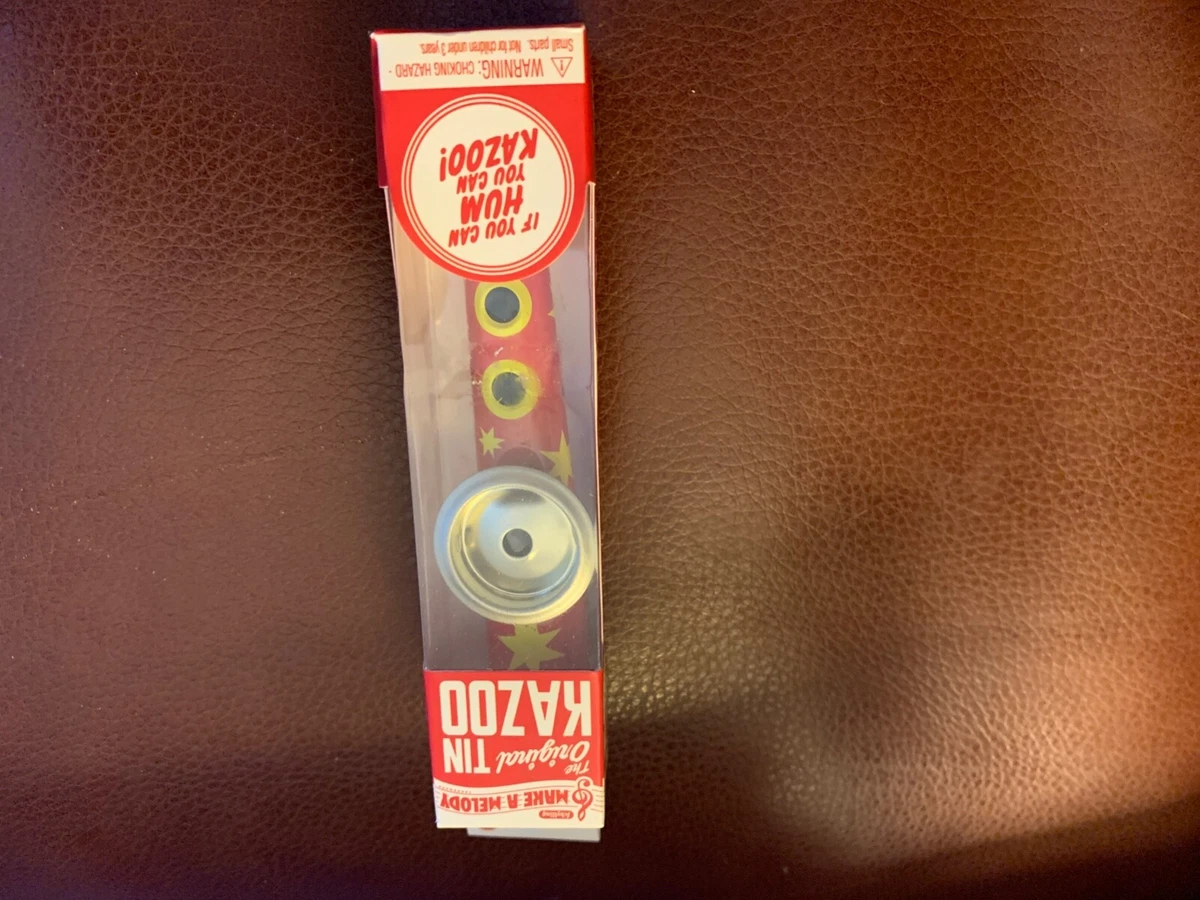 MAKE A MELODY
The Original TIN
KAZOO
IF YOU CAN
HUM
YOU CAN
KAZOO!
WARNING: CHOKING HAZARD -
Small parts. Not for children under 3 years.